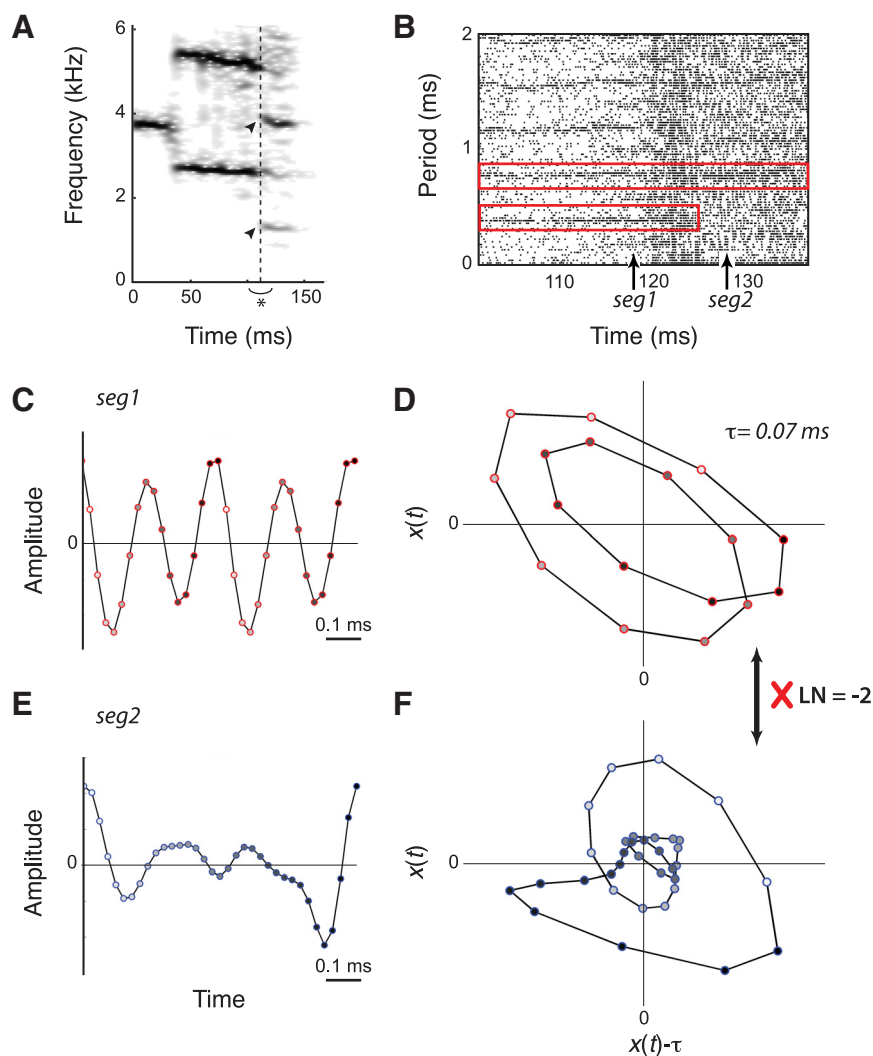 A
Frequency (kHz)
6
4
2
0
0
50
100
150
*
Time (ms)
B
Period (ms)
2
1
0
110
120
130
seg1
seg2
Time (ms)
C
seg1
Amplitude
0
0.1 ms
D
τ= 0.07 ms
x(t)
0
0
E
seg2
Amplitude
0
0.1 ms
Time
X LN = -2
F
x(t)
0
0
x(t)-τ